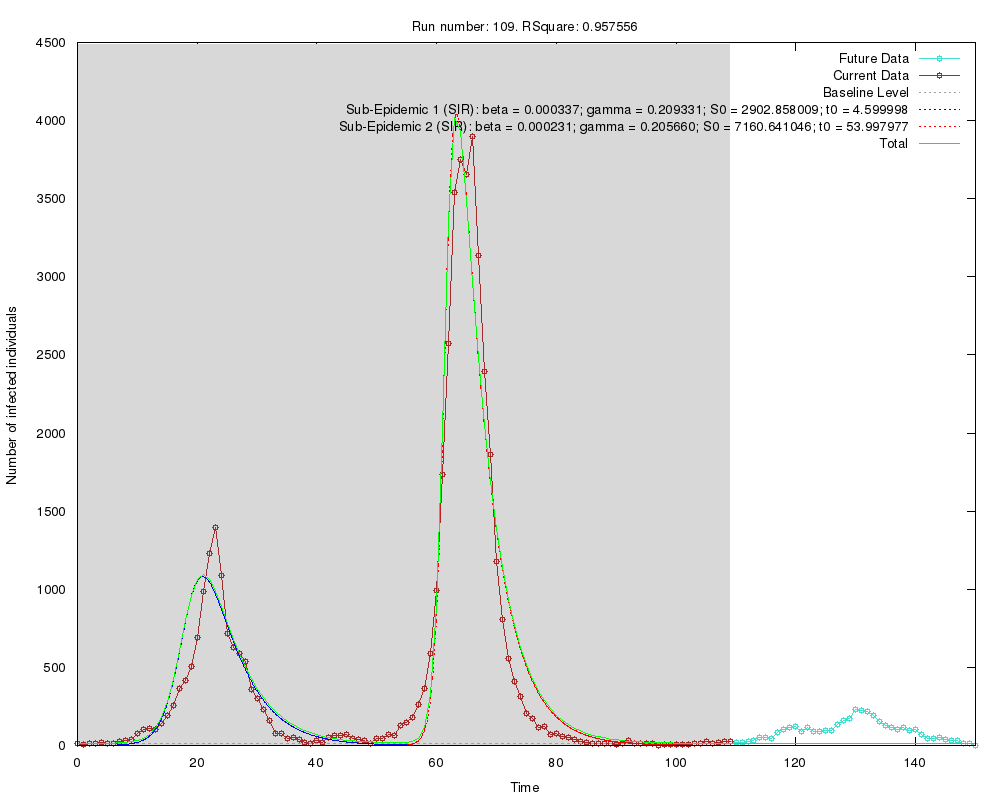 Run number: 109. RSquare: 0.957556
4500
4000
3500
3000
2500
2000
1500
1000
500
0
Number of infected individuals
Future Data
Current Data
Baseline Level
Sub-Epidemic 1 (SIR): beta = 0.000337; gamma = 0.209331; S0 = 2902.858009; t0 = 4.599998
Sub-Epidemic 2 (SIR): beta = 0.000231; gamma = 0.205660; S0 = 7160.641046; t0 = 53.997977
Total
0 20 40 60 80 100 120 140
Time